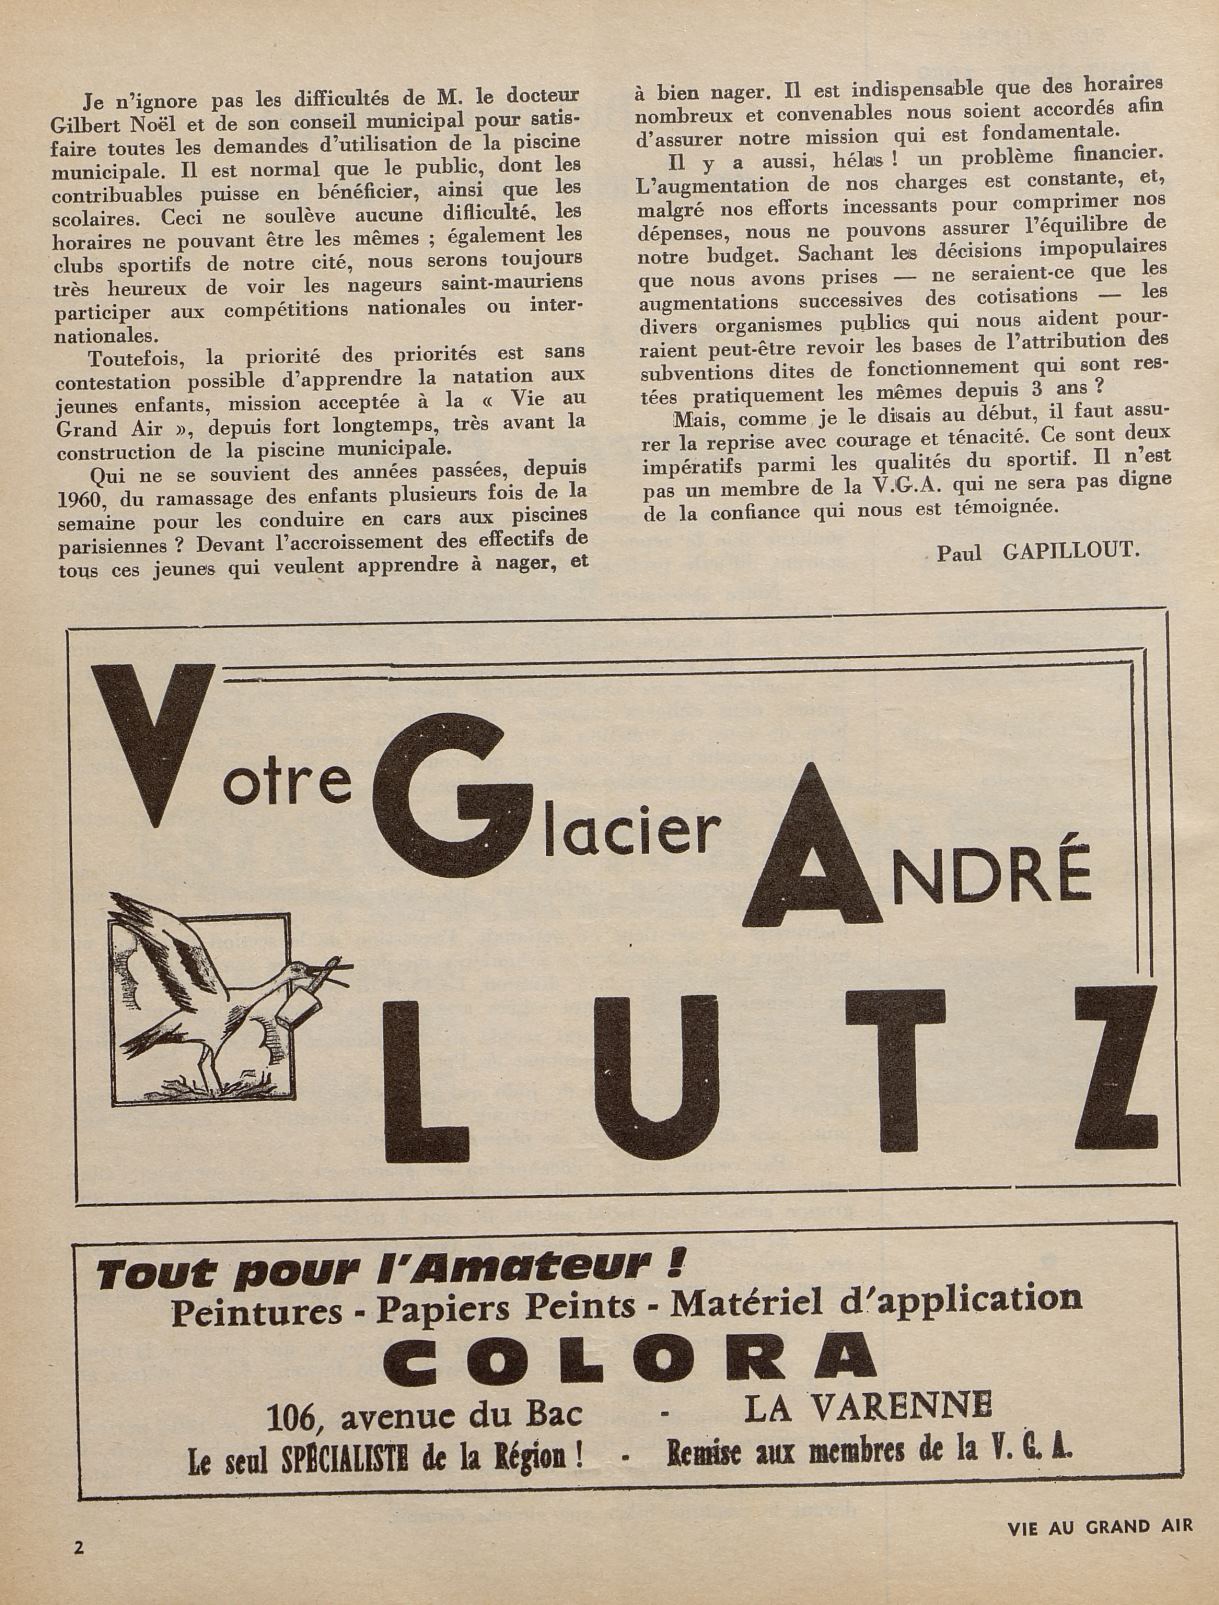 Je n'ignore pas les difficultés de M. le docteur
Gilbert Noël et de son conseil municipal pour satis-
faire toutes les demandes d'utilisation de la piscine
municipale. Il est normal que le public, dont les
contribuables puisse en bénéficier, ainsi que les
scolaires. Ceci ne soulève aucune difficulté, les
horaires ne pouvant être les mêmes ; également les
clubs sportifs de notre cité, nous serons toujours
très heureux de voir les nageurs saint-mauriens
participer aux compétitions nationales ou inter-
nationales.
Toutefois, la priorité des priorités est sans
contestation possible d'apprendre la natation aux
jeunes enfants, mission acceptée à la « Vie au
Grand Air », depuis fort longtemps, très avant la
construction de la piscine municipale.
Qui ne se souvient des années passées, depuis
1960, du ramassage des enfants plusieurs fois de la
semaine pour les conduire en cars aux piscines
parisiennes ? Devant l'accroissement des effectifs de
tous ces jeunes qui veulent apprendre à nager, et
à bien nager. Il est indispensable que des horaires
nombreux et convenables nous soient accordés afin
d'assurer notre mission qui est fondamentale.
Il y a aussi, hélas ! un problème financier.
L'augmentation de nos charges est constante, et,
malgré nos efforts incessants pour comprimer nos
dépenses, nous ne pouvons assurer l'équilibre de
notre budget. Sachant les décisions impopulaires
que nous avons prises — ne seraient-ce que les
augmentations successives des cotisations — les
divers organismes publics qui nous aident pour-
raient peut-être revoir les bases de l'attribution des
subventions dites de fonctionnement qui sont res-
tées pratiquement les mêmes depuis 3 ans ?
Mais, comme je le disais au début, il faut assu-
rer la reprise avec courage et ténacité. Ce sont deux
impératifs parmi les qualités du sportif. Il n'est
pas un membre de la V.G.A. qui ne sera pas digne
de la confiance qui nous est témoignée.
Paul GAPILLOUT.
Votre Glacier ANDRÉ
LUTZ
Tout pour l'Amateur !
Peintures - Papiers Peints - Matériel d'application
COLORA
106, avenue du Bac - LA VARENNE
Le seul SPÉCIALISTE de la Région ! - Remise aux membres de la V. G. A.
VIE AU GRAND AIR
2